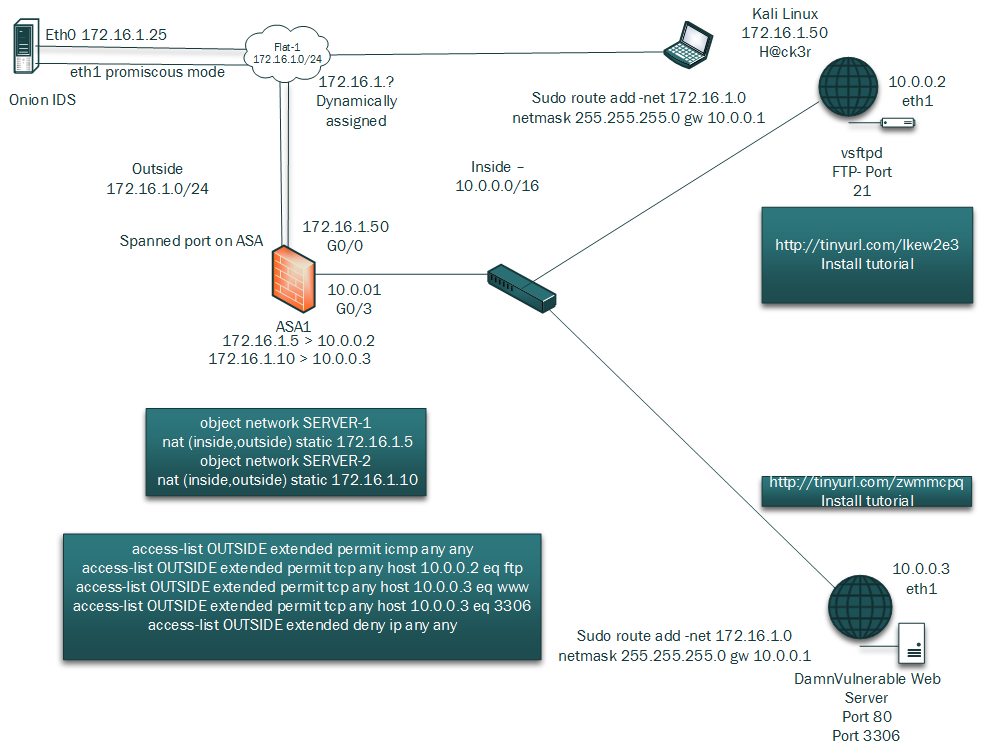 Eth0 172.16.1.25
eth1 promiscous mode
Onion IDS
Flat-1
172.16.1.0/24
172.16.1.?
Dynamically
assigned
Kali Linux
172.16.1.50
H@ck3r
Sudo route add -net 172.16.1.0
netmask 255.255.255.0 gw 10.0.0.1
10.0.0.2
eth1
vsftpd
FTP- Port
21
Outside
172.16.1.0/24
Inside –
10.0.0.0/16
http://tinyurl.com/lkew2e3
Install tutorial
Spanned port on ASA
172.16.1.50
G0/0
10.0.01
G0/3
ASA1
172.16.1.5 > 10.0.0.2
172.16.1.10 > 10.0.0.3
object network SERVER-1
nat (inside,outside) static 172.16.1.5
object network SERVER-2
nat (inside,outside) static 172.16.1.10
http://tinyurl.com/zwmmcpq
Install tutorial
access-list OUTSIDE extended permit icmp any any
access-list OUTSIDE extended permit tcp any host 10.0.0.2 eq ftp
access-list OUTSIDE extended permit tcp any host 10.0.0.3 eq www
access-list OUTSIDE extended permit tcp any host 10.0.0.3 eq 3306
access-list OUTSIDE extended deny ip any any
10.0.0.3
eth1
Sudo route add -net 172.16.1.0
netmask 255.255.255.0 gw 10.0.0.1
DamnVulnerable Web
Server
Port 80
Port 3306